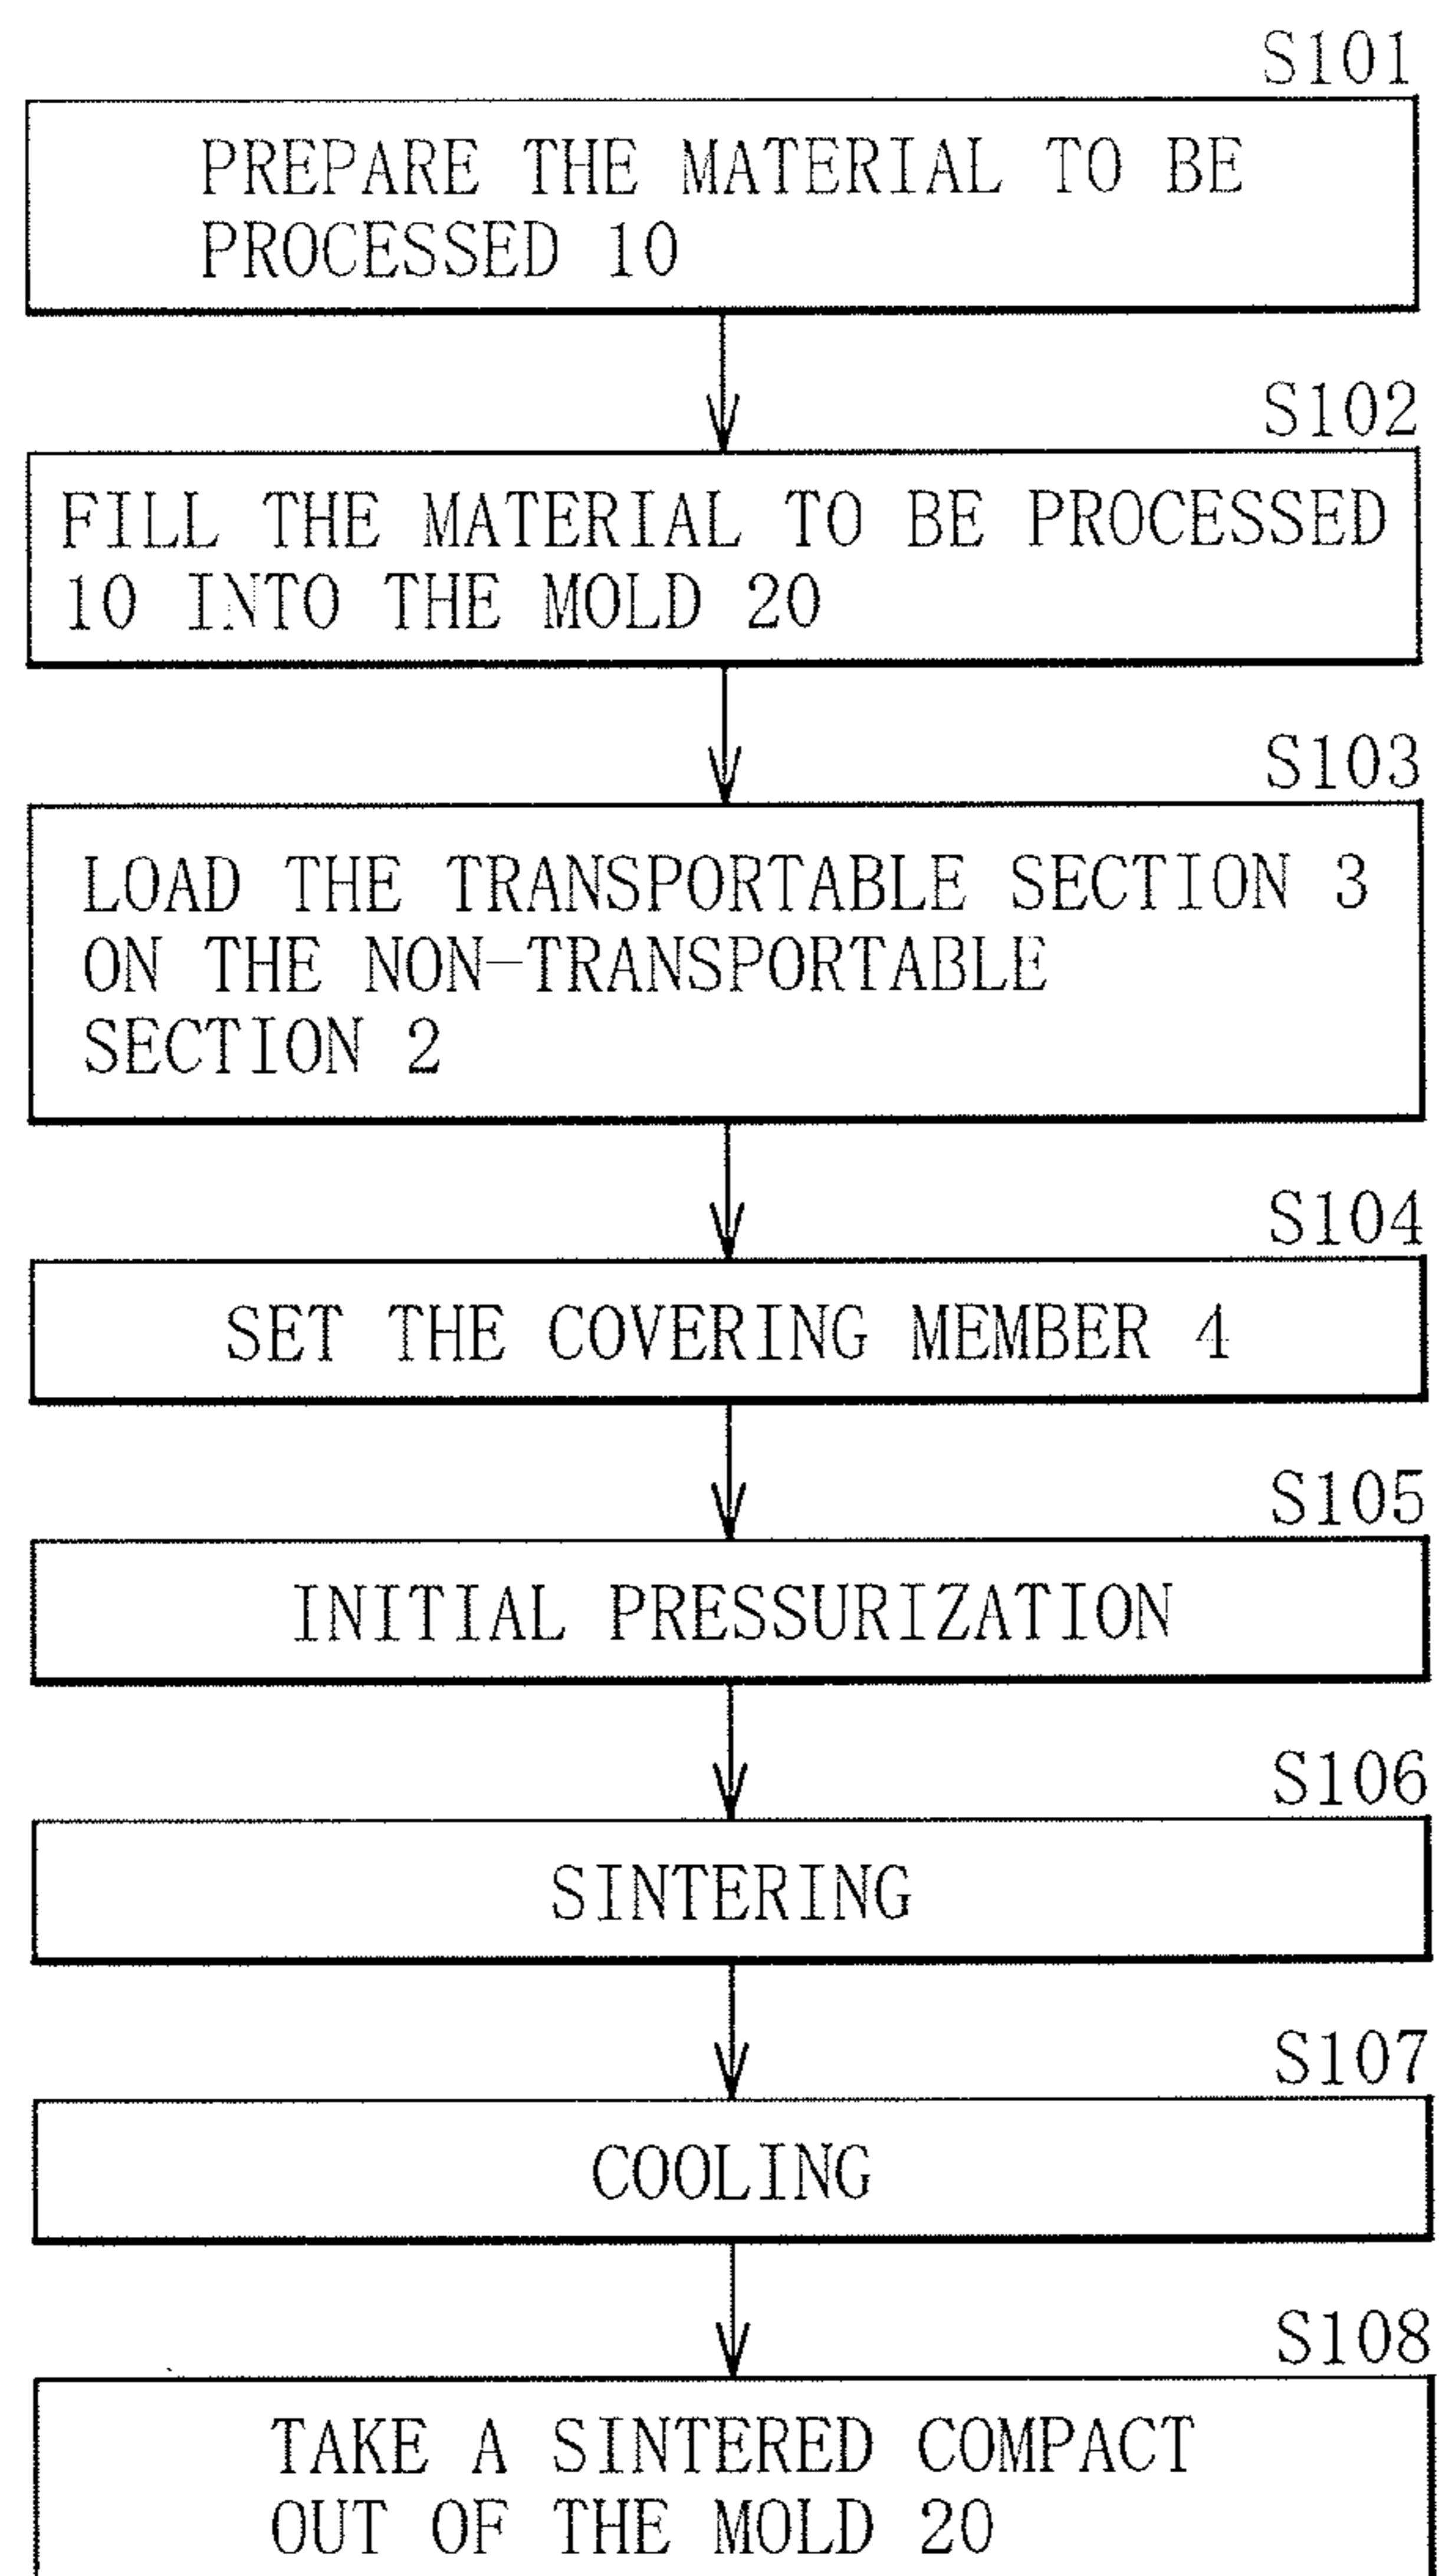 S101
PREPARE THE MATERIAL TO BE
PROCESSED 10
S102
FILL THE MATERIAL TO BE PROCESSED
10 INTO THE MOLD 20
S103
LOAD THE TRANSPORTABLE SECTION 3
ON THE NON-TRANSPORTABLE
SECTION 2
S104
SET THE COVERING MEMBER 4
S105
INITIAL PRESSURIZATION
S106
SINTERING
S107
COOLING
S108
TAKE A SINTERED COMPACT
OUT OF THE MOLD 20